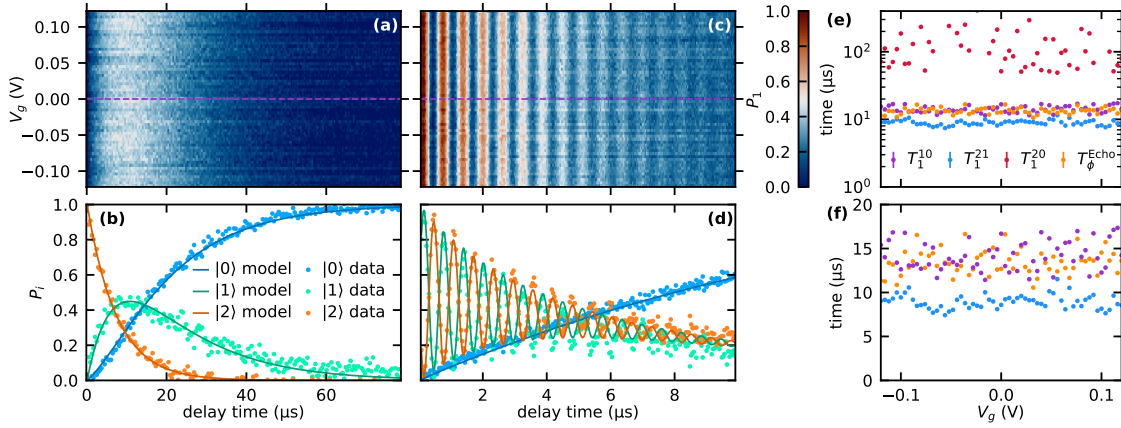 (a)
V_g (V)
0.10
0.05
0.00
−0.05
−0.10
(c)
1.0
0.8
0.6
0.4
0.2
0.0
P_1
(e)
time (μs)
10^2
10^1
10^0
T_1^{10} T_1^{21} T_1^{20} T_ϕ^{Echo}
(b)
P_i
1.0
0.8
0.6
0.4
0.2
0.0
|0⟩ model |0⟩ data
|1⟩ model |1⟩ data
|2⟩ model |2⟩ data
0 20 40 60
delay time (μs)
(d)
2 4 6 8
delay time (μs)
(f)
time (μs)
20
15
10
5
0
−0.1 0.0 0.1
V_g (V)